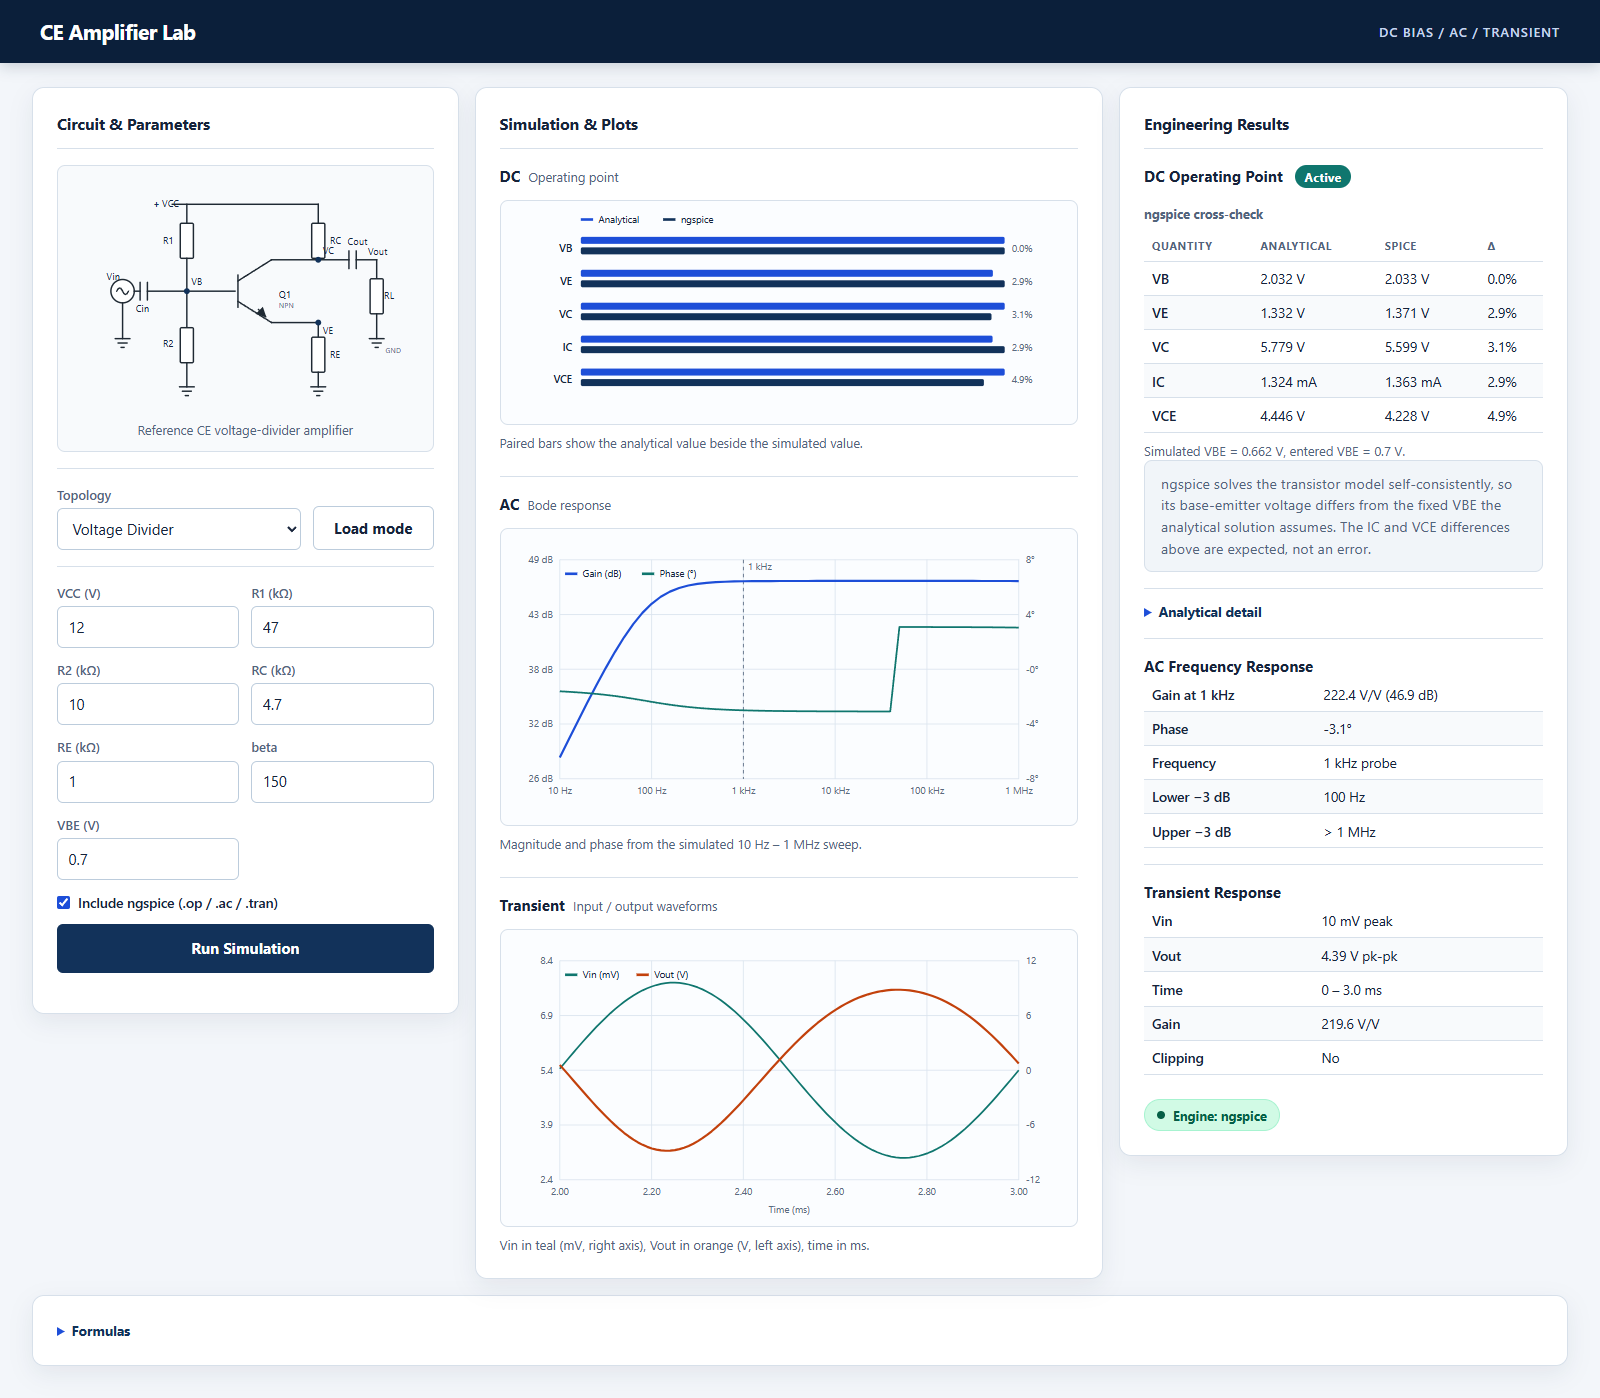 CE Amplifier Lab
DC BIAS / AC / TRANSIENT
Circuit & Parameters
+ VCC
R1
RC
Cout
VC
Vout
Vin
VB
Cin
Q1
NPN
RL
R2
VE
RE
GND
Reference CE voltage-divider amplifier
Topology
Voltage Divider
Load mode
VCC (V)
R1 (kΩ)
12
47
R2 (kΩ)
RC (kΩ)
10
4.7
RE (kΩ)
beta
1
150
VBE (V)
0.7
Include ngspice (.op / .ac / .tran)
Run Simulation
Simulation & Plots
DC Operating point
Analytical
ngspice
VB 0.0%
VE 2.9%
VC 3.1%
IC 2.9%
VCE 4.9%
Paired bars show the analytical value beside the simulated value.
AC Bode response
49 dB
8°
1 kHz
Gain (dB)
Phase (°)
43 dB
4°
38 dB
-0°
32 dB
-4°
26 dB
-8°
10 Hz
100 Hz
1 kHz
10 kHz
100 kHz
1 MHz
Magnitude and phase from the simulated 10 Hz – 1 MHz sweep.
Transient Input / output waveforms
8.4
12
Vin (mV)
Vout (V)
6.9
6
5.4
0
3.9
-6
2.4
-12
2.00
2.20
2.40
2.60
2.80
3.00
Time (ms)
Vin in teal (mV, right axis), Vout in orange (V, left axis), time in ms.
Engineering Results
DC Operating Point Active
ngspice cross-check
QUANTITY ANALYTICAL SPICE Δ
VB 2.032 V 2.033 V 0.0%
VE 1.332 V 1.371 V 2.9%
VC 5.779 V 5.599 V 3.1%
IC 1.324 mA 1.363 mA 2.9%
VCE 4.446 V 4.228 V 4.9%
Simulated VBE = 0.662 V, entered VBE = 0.7 V.
ngspice solves the transistor model self-consistently, so
its base-emitter voltage differs from the fixed VBE the
analytical solution assumes. The IC and VCE differences
above are expected, not an error.
Analytical detail
AC Frequency Response
Gain at 1 kHz 222.4 V/V (46.9 dB)
Phase -3.1°
Frequency 1 kHz probe
Lower −3 dB 100 Hz
Upper −3 dB > 1 MHz
Transient Response
Vin 10 mV peak
Vout 4.39 V pk-pk
Time 0 – 3.0 ms
Gain 219.6 V/V
Clipping No
Engine: ngspice
Formulas